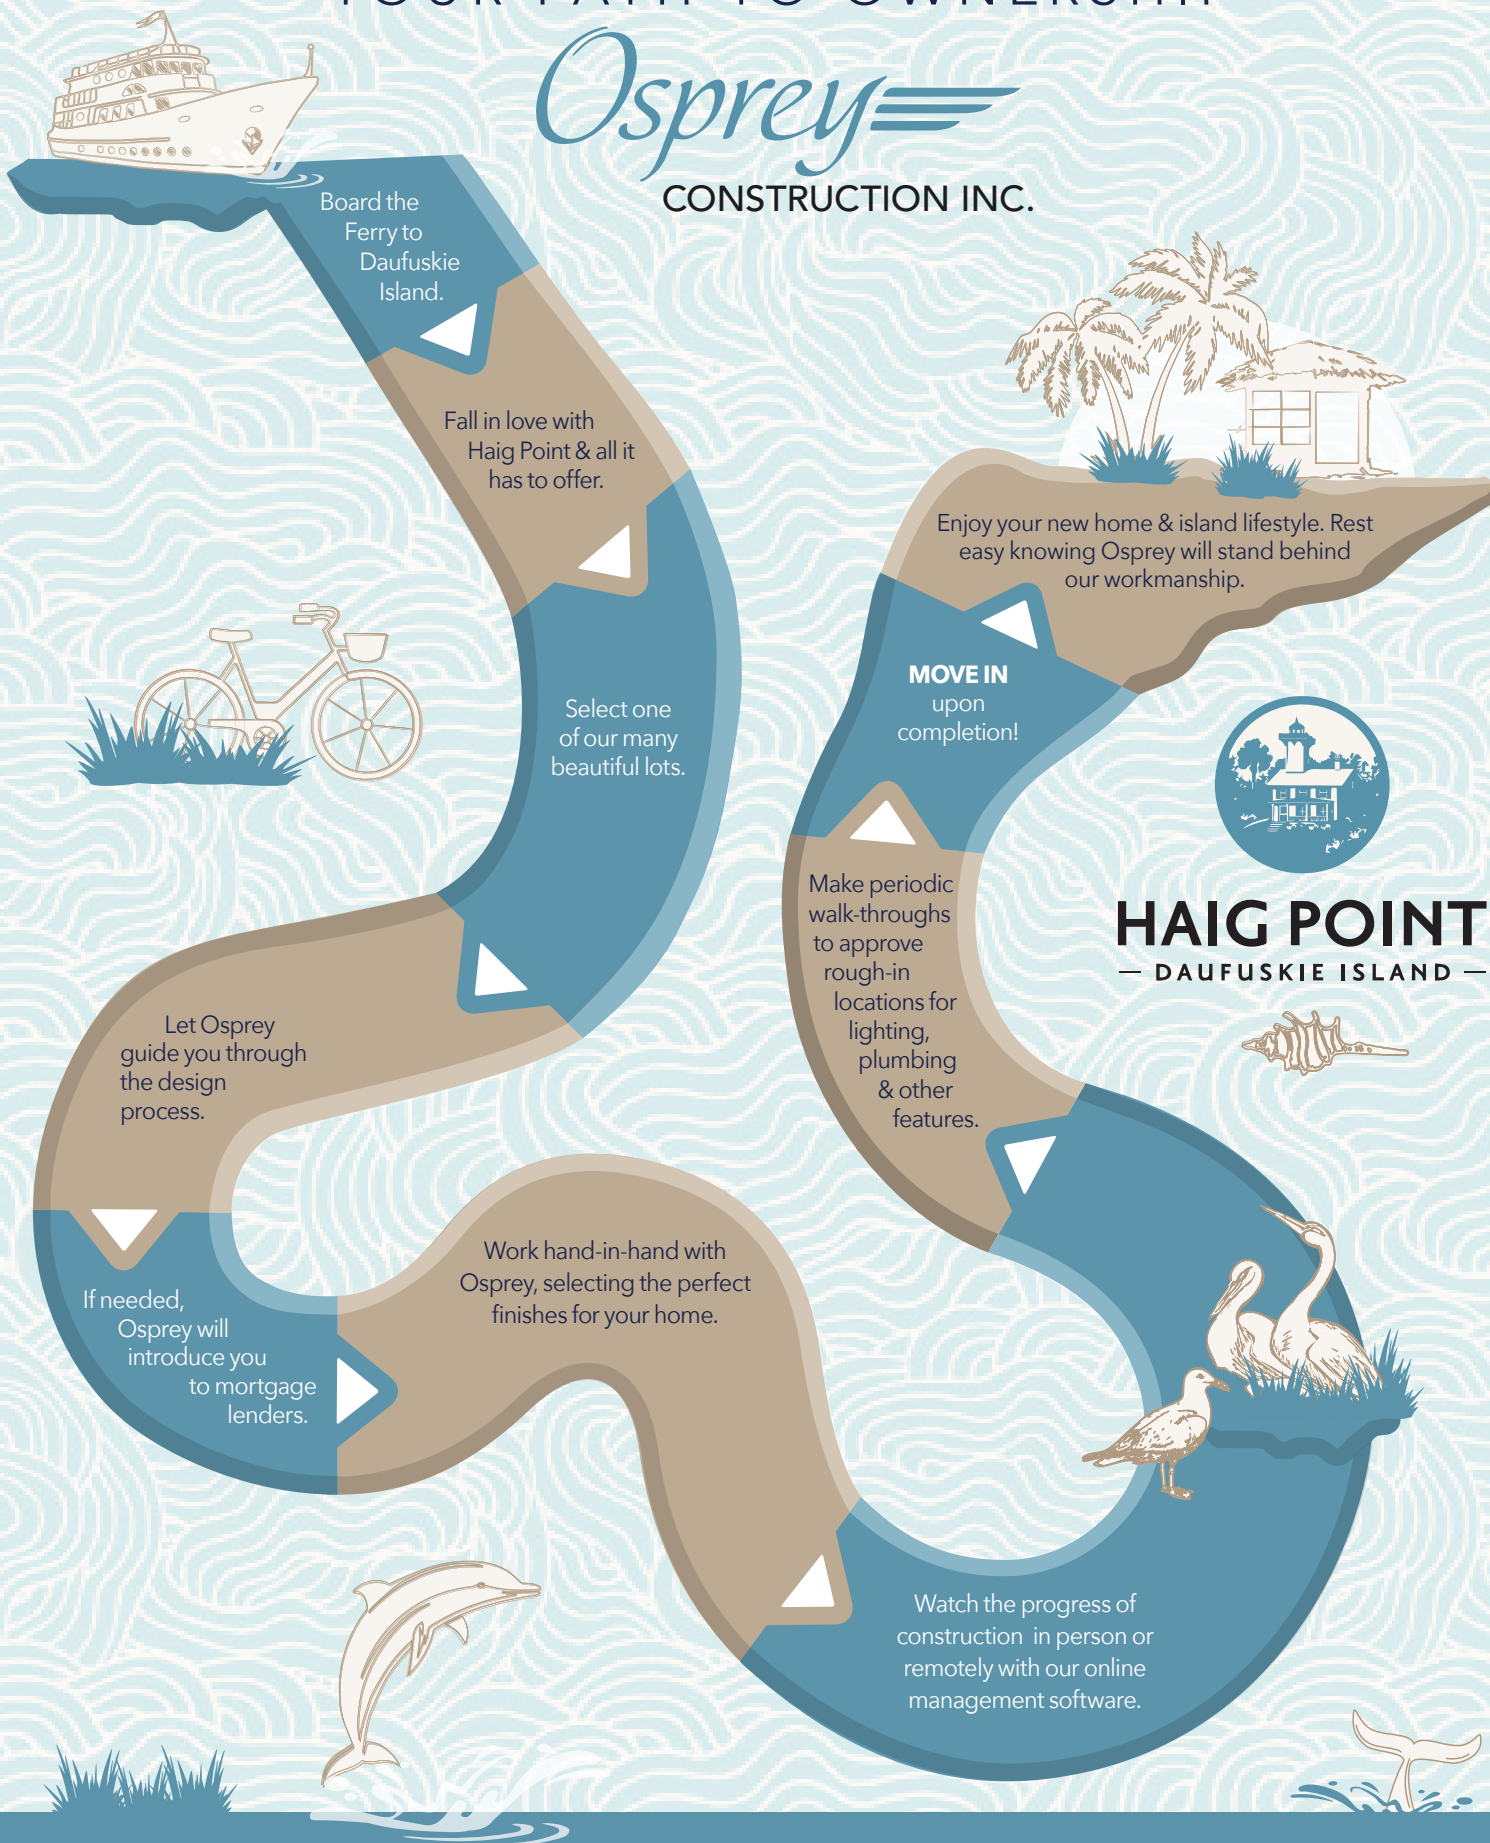 YOUR PATH TO OWNERSHIP
Osprey
CONSTRUCTION INC.
Board the
Ferry to
Daufuskie
Island.
Fall in love with
Haig Point & all it
has to offer.
Select one
of our many
beautiful lots.
Let Osprey
guide you through
the design
process.
If needed,
Osprey will
introduce you
to mortgage
lenders.
Work hand-in-hand with
Osprey, selecting the perfect
finishes for your home.
Watch the progress of
construction in person or
remotely with our online
management software.
Make periodic
walk-throughs
to approve
rough-in
locations for
lighting,
plumbing
& other
features.
MOVE IN
upon
completion!
Enjoy your new home & island lifestyle. Rest
easy knowing Osprey will stand behind
our workmanship.
HAIG POINT
— DAUFUSKIE ISLAND —